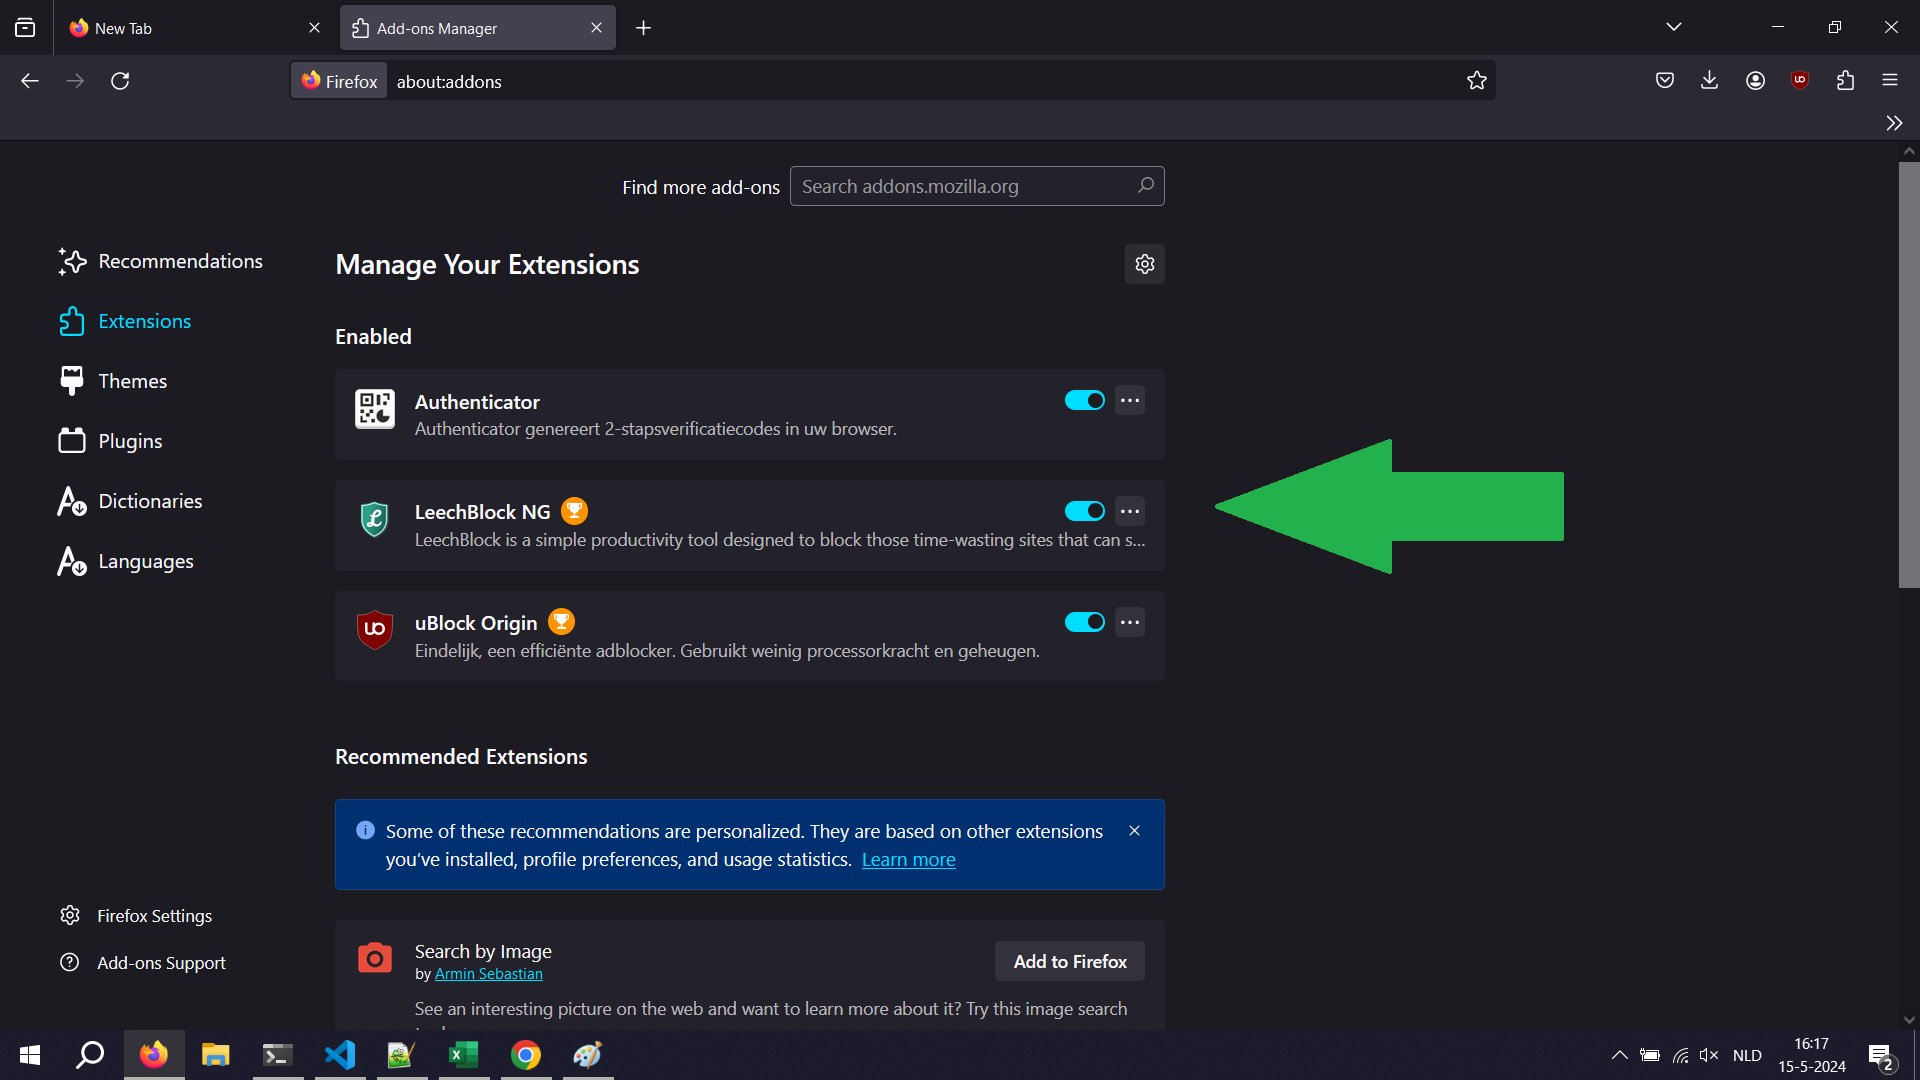 New Tab
Add-ons Manager
Firefox
about:addons
Find more add-ons
Search addons.mozilla.org
Recommendations
Extensions
Themes
Plugins
Dictionaries
Languages
Firefox Settings
Add-ons Support
Manage Your Extensions
Enabled
Authenticator
Authenticator genereert 2-stapsverificatiecodes in uw browser.
LeechBlock NG
LeechBlock is a simple productivity tool designed to block those time-wasting sites that can s...
uBlock Origin
Eindelijk, een efficiënte adblocker. Gebruikt weinig processorkracht en geheugen.
Recommended Extensions
Some of these recommendations are personalized. They are based on other extensions
you've installed, profile preferences, and usage statistics. Learn more
Search by Image
by Armin Sebastian
Add to Firefox
See an interesting picture on the web and want to learn more about it? Try this image search
NLD
16:17
15-5-2024
2